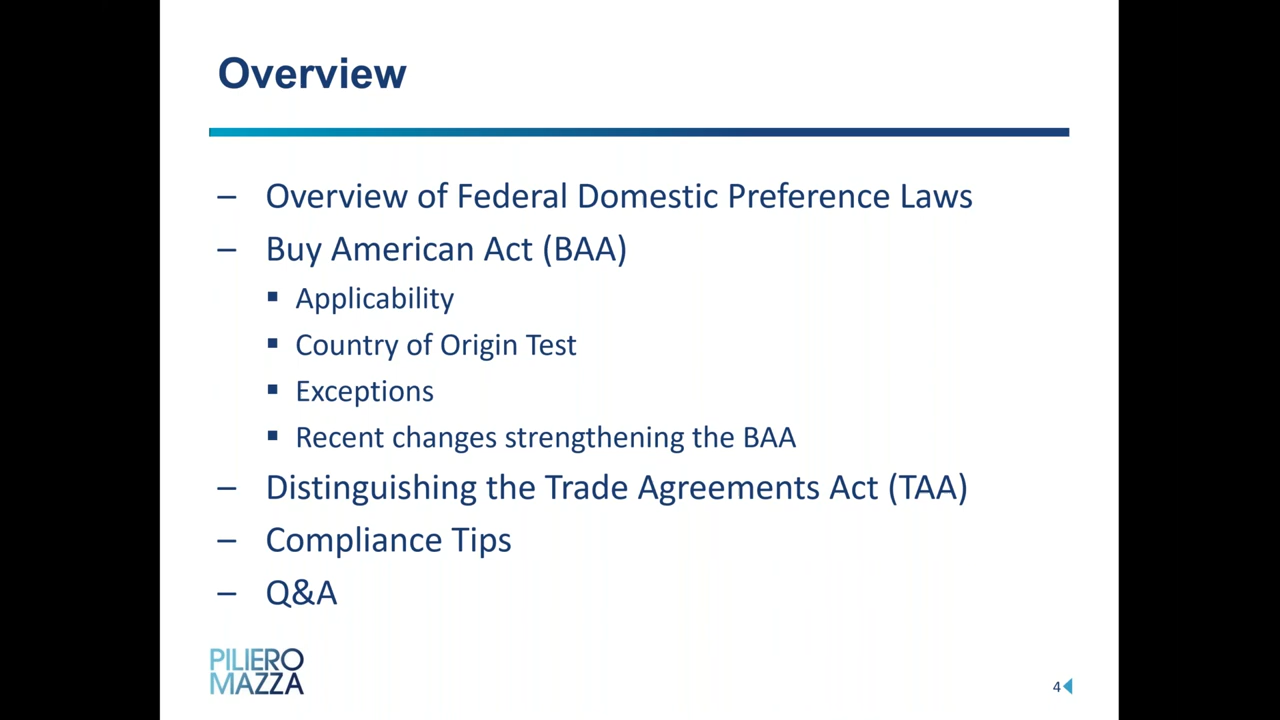 Overview
– Overview of Federal Domestic Preference Laws
– Buy American Act (BAA)
▪ Applicability
▪ Country of Origin Test
▪ Exceptions
▪ Recent changes strengthening the BAA
– Distinguishing the Trade Agreements Act (TAA)
– Compliance Tips
– Q&A
PILIERO
MAZZA
4